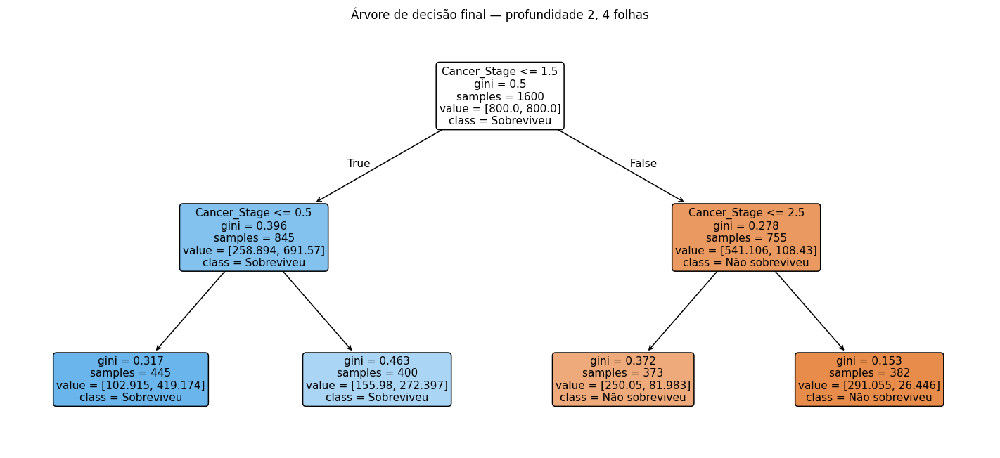 Árvore de decisão final — profundidade 2, 4 folhas
Cancer_Stage <= 1.5
gini = 0.5
samples = 1600
value = [800.0, 800.0]
class = Sobreviveu
True
False
Cancer_Stage <= 0.5
gini = 0.396
samples = 845
value = [258.894, 691.57]
class = Sobreviveu
Cancer_Stage <= 2.5
gini = 0.278
samples = 755
value = [541.106, 108.43]
class = Não sobreviveu
gini = 0.317
samples = 445
value = [102.915, 419.174]
class = Sobreviveu
gini = 0.463
samples = 400
value = [155.98, 272.397]
class = Sobreviveu
gini = 0.372
samples = 373
value = [250.05, 81.983]
class = Não sobreviveu
gini = 0.153
samples = 382
value = [291.055, 26.446]
class = Não sobreviveu